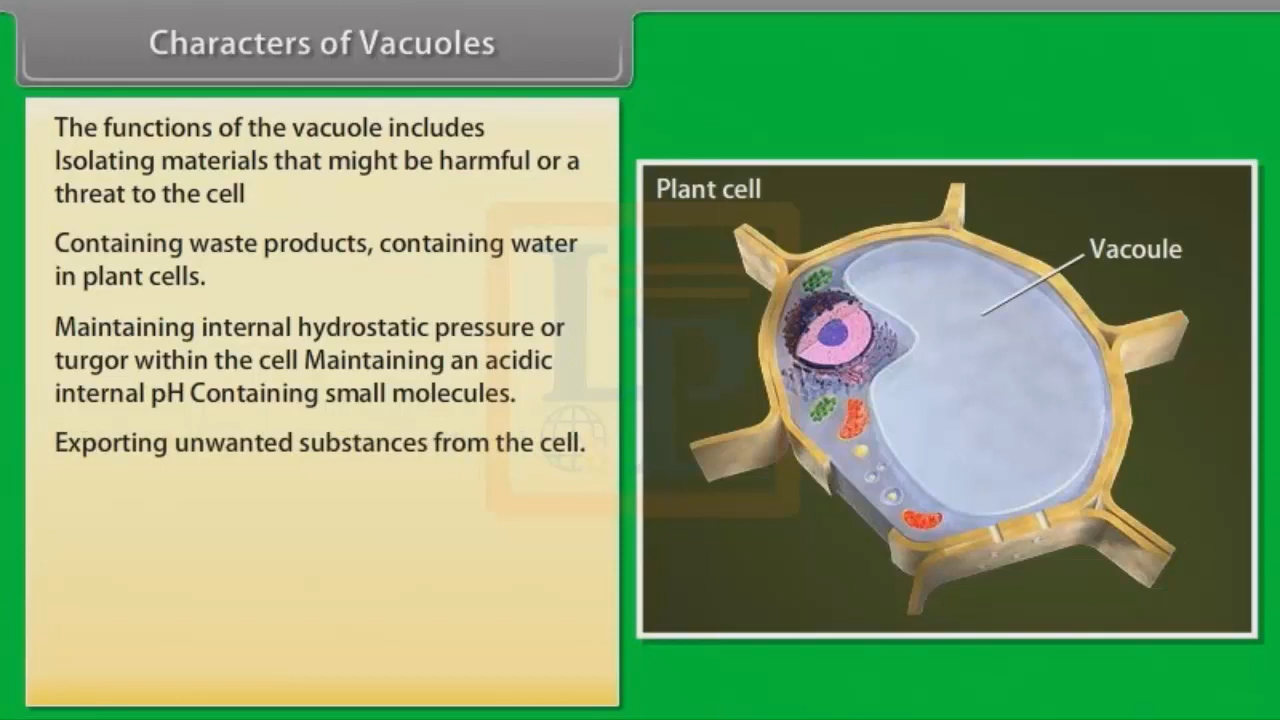 Characters of Vacuoles
The functions of the vacuole includes
Isolating materials that might be harmful or a
threat to the cell
Containing waste products, containing water
in plant cells.
Maintaining internal hydrostatic pressure or
turgor within the cell Maintaining an acidic
internal pH Containing small molecules.
Exporting unwanted substances from the cell.
Plant cell
Vacoule